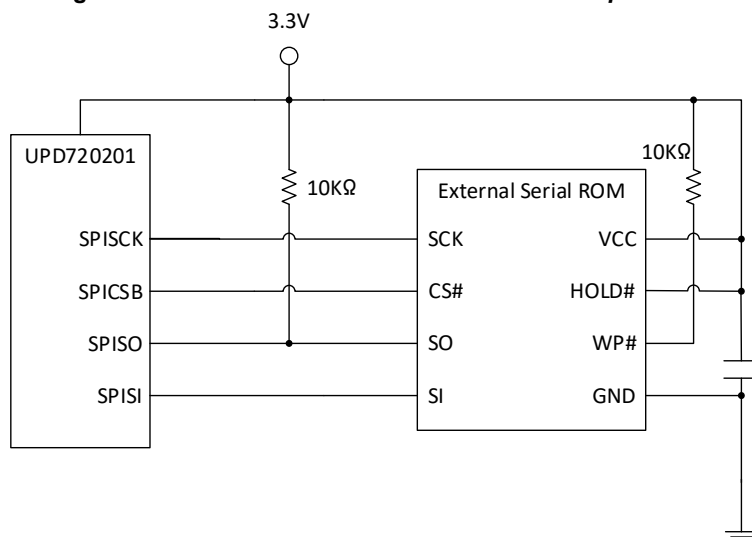 3.3V
UPD720201
10KΩ
10KΩ
External Serial ROM
SPISCK
SCK
VCC
SPICSB
CS#
HOLD#
SPISO
SO
WP#
SPISI
SI
GND